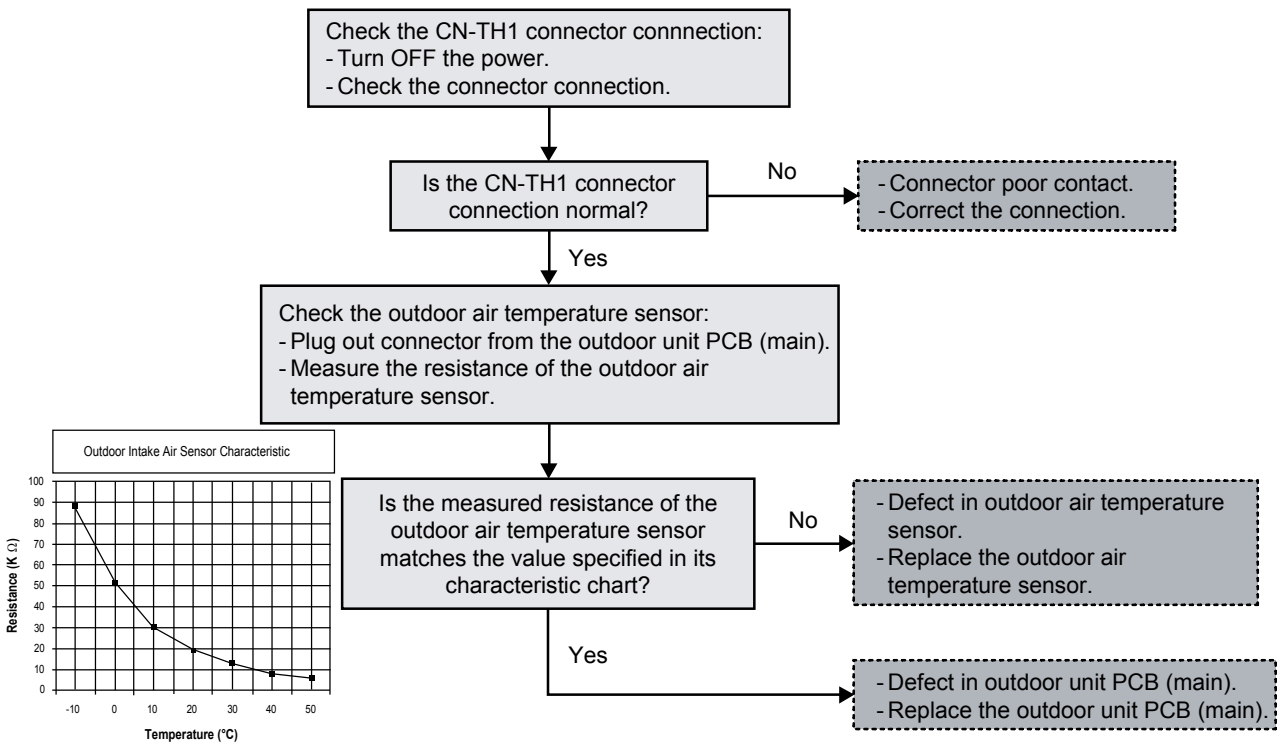 Check the CN-TH1 connector connnection:
- Turn OFF the power.
- Check the connector connection.
Is the CN-TH1 connector
connection normal?
No
- Connector poor contact.
- Correct the connection.
Yes
Check the outdoor air temperature sensor:
- Plug out connector from the outdoor unit PCB (main).
- Measure the resistance of the outdoor air
temperature sensor.
Outdoor Intake Air Sensor Characteristic
100
90
80
70
60
50
40
30
20
10
0
Resistance (K Ω)
-10 0 10 20 30 40 50
Temperature (°C)
Is the measured resistance of the
outdoor air temperature sensor
matches the value specified in its
characteristic chart?
No
- Defect in outdoor air temperature
sensor.
- Replace the outdoor air
temperature sensor.
Yes
- Defect in outdoor unit PCB (main).
- Replace the outdoor unit PCB (main).